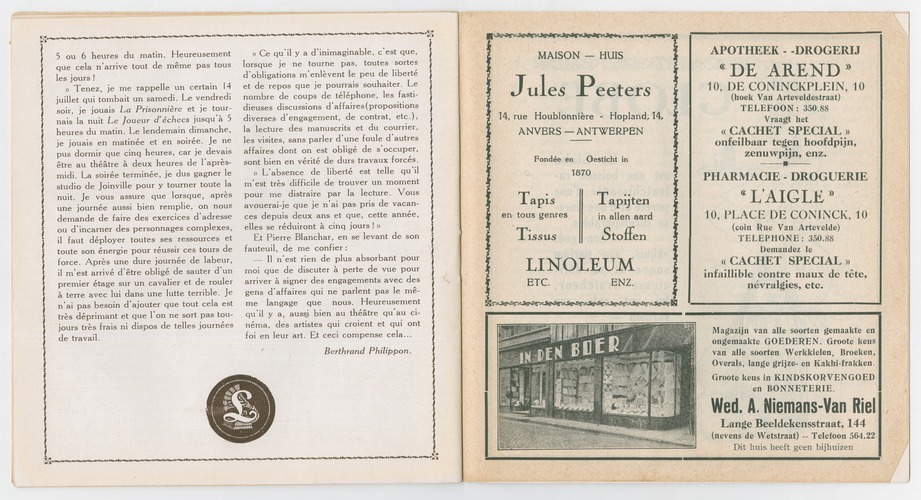 5 ou 6 heures du matin. Heureusement
que cela n'arrive tout de même pas tous
les jours !
» Tenez, je me rappelle un certain 14
juillet qui tombait un samedi. Le vendredi
soir, je jouais La Prisonnière et je tour-
nais la nuit Le Joueur d'échecs jusqu'à 5
heures du matin. Le lendemain dimanche,
je jouais en matinée et en soirée. Je ne
pus dormir que cinq heures, car je devais
être au théâtre à deux heures de l'après-
midi. La soirée terminée, je dus gagner le
studio de Joinville pour y tourner toute la
nuit. Je vous assure que lorsque, après
une journée aussi bien remplie, on nous
demande de faire des exercices d'adresse
ou d'incarner des personnages complexes,
il faut déployer toutes ses ressources et
toute son énergie pour réussir ces tours de
force. Après une dure journée de labeur,
il m'est arrivé d'être obligé de sauter d'un
premier étage sur un cavalier et de rouler
à terre avec lui dans une lutte terrible. Je
n'ai pas besoin d'ajouter que tout cela est
très déprimant et que l'on ne sort pas tou-
jours très frais ni dispos de telles journées
de travail.
» Ce qu'il y a d'inimaginable, c'est que,
lorsque je ne tourne pas, toutes sortes
d'obligations m'enlèvent le peu de liberté
et de repos que je pourrais souhaiter. Le
nombre de coups de téléphone, les fasti-
dieuses discussions d'affaires (propositions
diverses d'engagement, de contrat, etc.),
la lecture des manuscrits et du courrier,
les visites, sans parler d'une foule d'autres
affaires dont on est obligé de s'occuper,
sont bien en vérité de durs travaux forcés.
» L'absence de liberté est telle qu'il
m'est très difficile de trouver un moment
pour me distraire par la lecture. Vous
avouerai-je que je n'ai pas pris de vacan-
ces depuis deux ans et que, cette année,
elles se réduiront à cinq jours ! »
Et Pierre Blanchar, en se levant de son
fauteuil, de me confier :
— Il n'est rien de plus absorbant pour
moi que de discuter à perte de vue pour
arriver à signer des engagements avec des
gens d'affaires qui ne parlent pas le mê-
me langage que nous. Heureusement
qu'il y a, aussi bien au théâtre qu'au ci-
néma, des artistes qui croient et qui ont
foi en leur art. Et ceci compense cela...
Berthrand Philippon.
MAISON — HUIS
Jules Peeters
14, rue Houblonnière - Hopland, 14,
ANVERS — ANTWERPEN
Fondée en Gesticht in
1870
Tapis
en tous genres
Tissus
Tapijten
in allen aard
Stoffen
LINOLEUM
ETC. ENZ.
APOTHEEK - -DROGERIJ
« DE AREND »
10, DE CONINCKPLEIN, 10
(hoek Van Arteveldestraat)
TELEFOON : 350.88
Vraagt het
« CACHET SPECIAL »
onfeilbaar tegen hoofdpijn,
zenuwpijn, enz.
PHARMACIE - DROGUERIE
« L'AIGLE »
10, PLACE DE CONINCK, 10
(coin Rue Van Artevelde)
TELEPHONE : 350.88
Demandez le
« CACHET SPECIAL »
infaillible contre maux de tête,
névralgies, etc.
IN DEN BOER
Magazijn van alle soorten gemaakte en
ongemaakte GOEDEREN. Groote keus
van alle soorten Werkkielen, Broeken,
Overals, lange grijze- en Kakhi-frakken.
Groote keus in KINDSKORVENGOED
en BONNETERIE.
Wed. A. Niemans-Van Riel
Lange Beeldekensstraat, 144
(nevens de Wetstraat) — Telefoon 564.22
Dit huis heeft geen bijhuizen